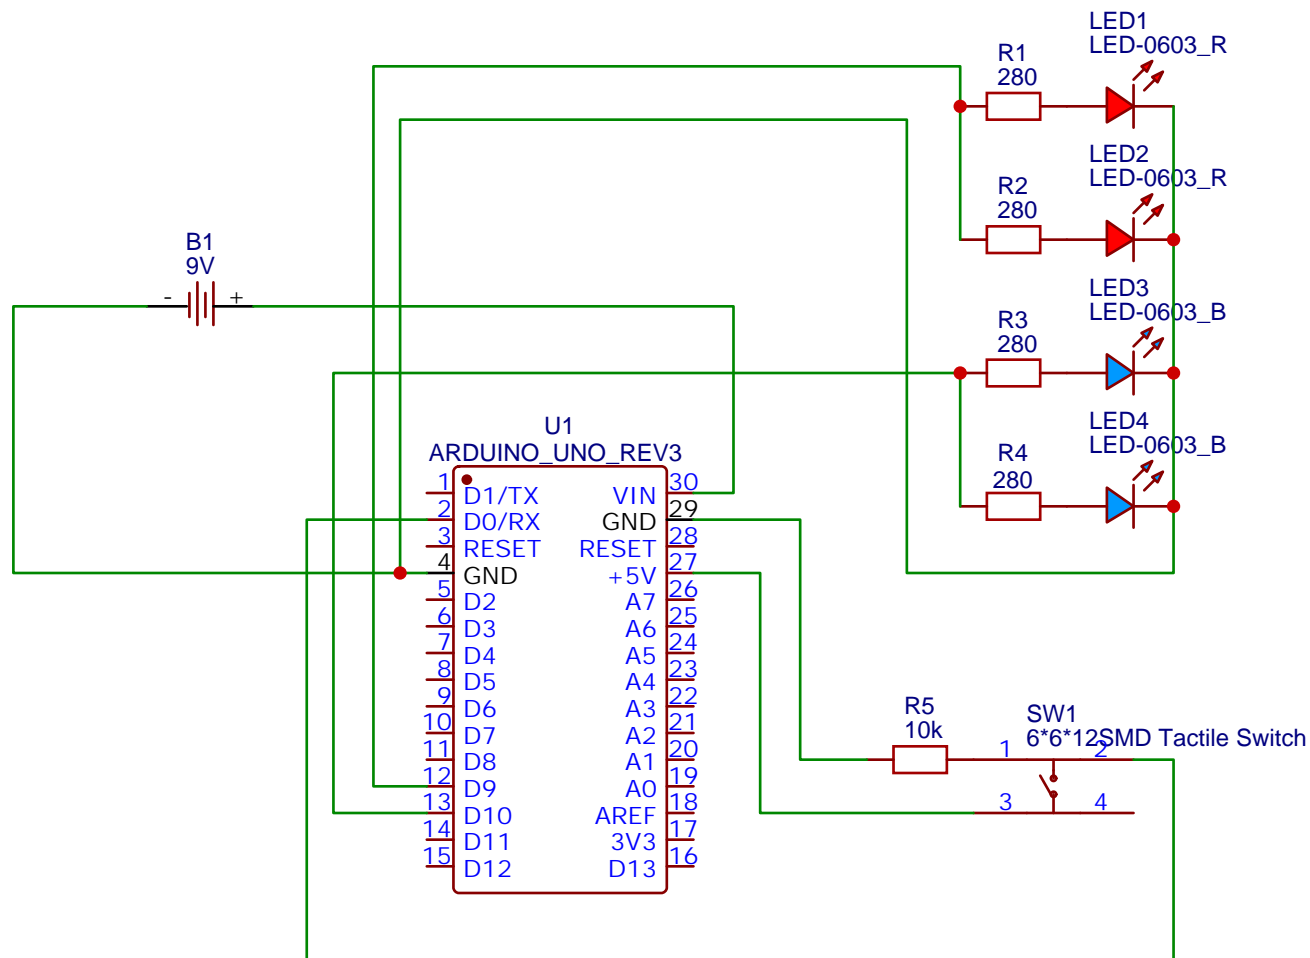 LED1
LED-0603_R
R1
280
LED2
LED-0603_R
R2
280
B1
9V
- +
LED3
LED-0603_B
R3
280
LED4
LED-0603_B
R4
280
U1
ARDUINO_UNO_REV3
1 D1/TX VIN 30
2 D0/RX GND 29
3 RESET RESET 28
4 GND +5V 27
5 D2 A7 26
6 D3 A6 25
7 D4 A5 24
8 D5 A4 23
9 D6 A3 22
10 D7 A2 21
11 D8 A1 20
12 D9 A0 19
13 D10 AREF 18
14 D11 3V3 17
15 D12 D13 16
R5
10k
SW1
6*6*12SMD Tactile Switch
1 2
3 4